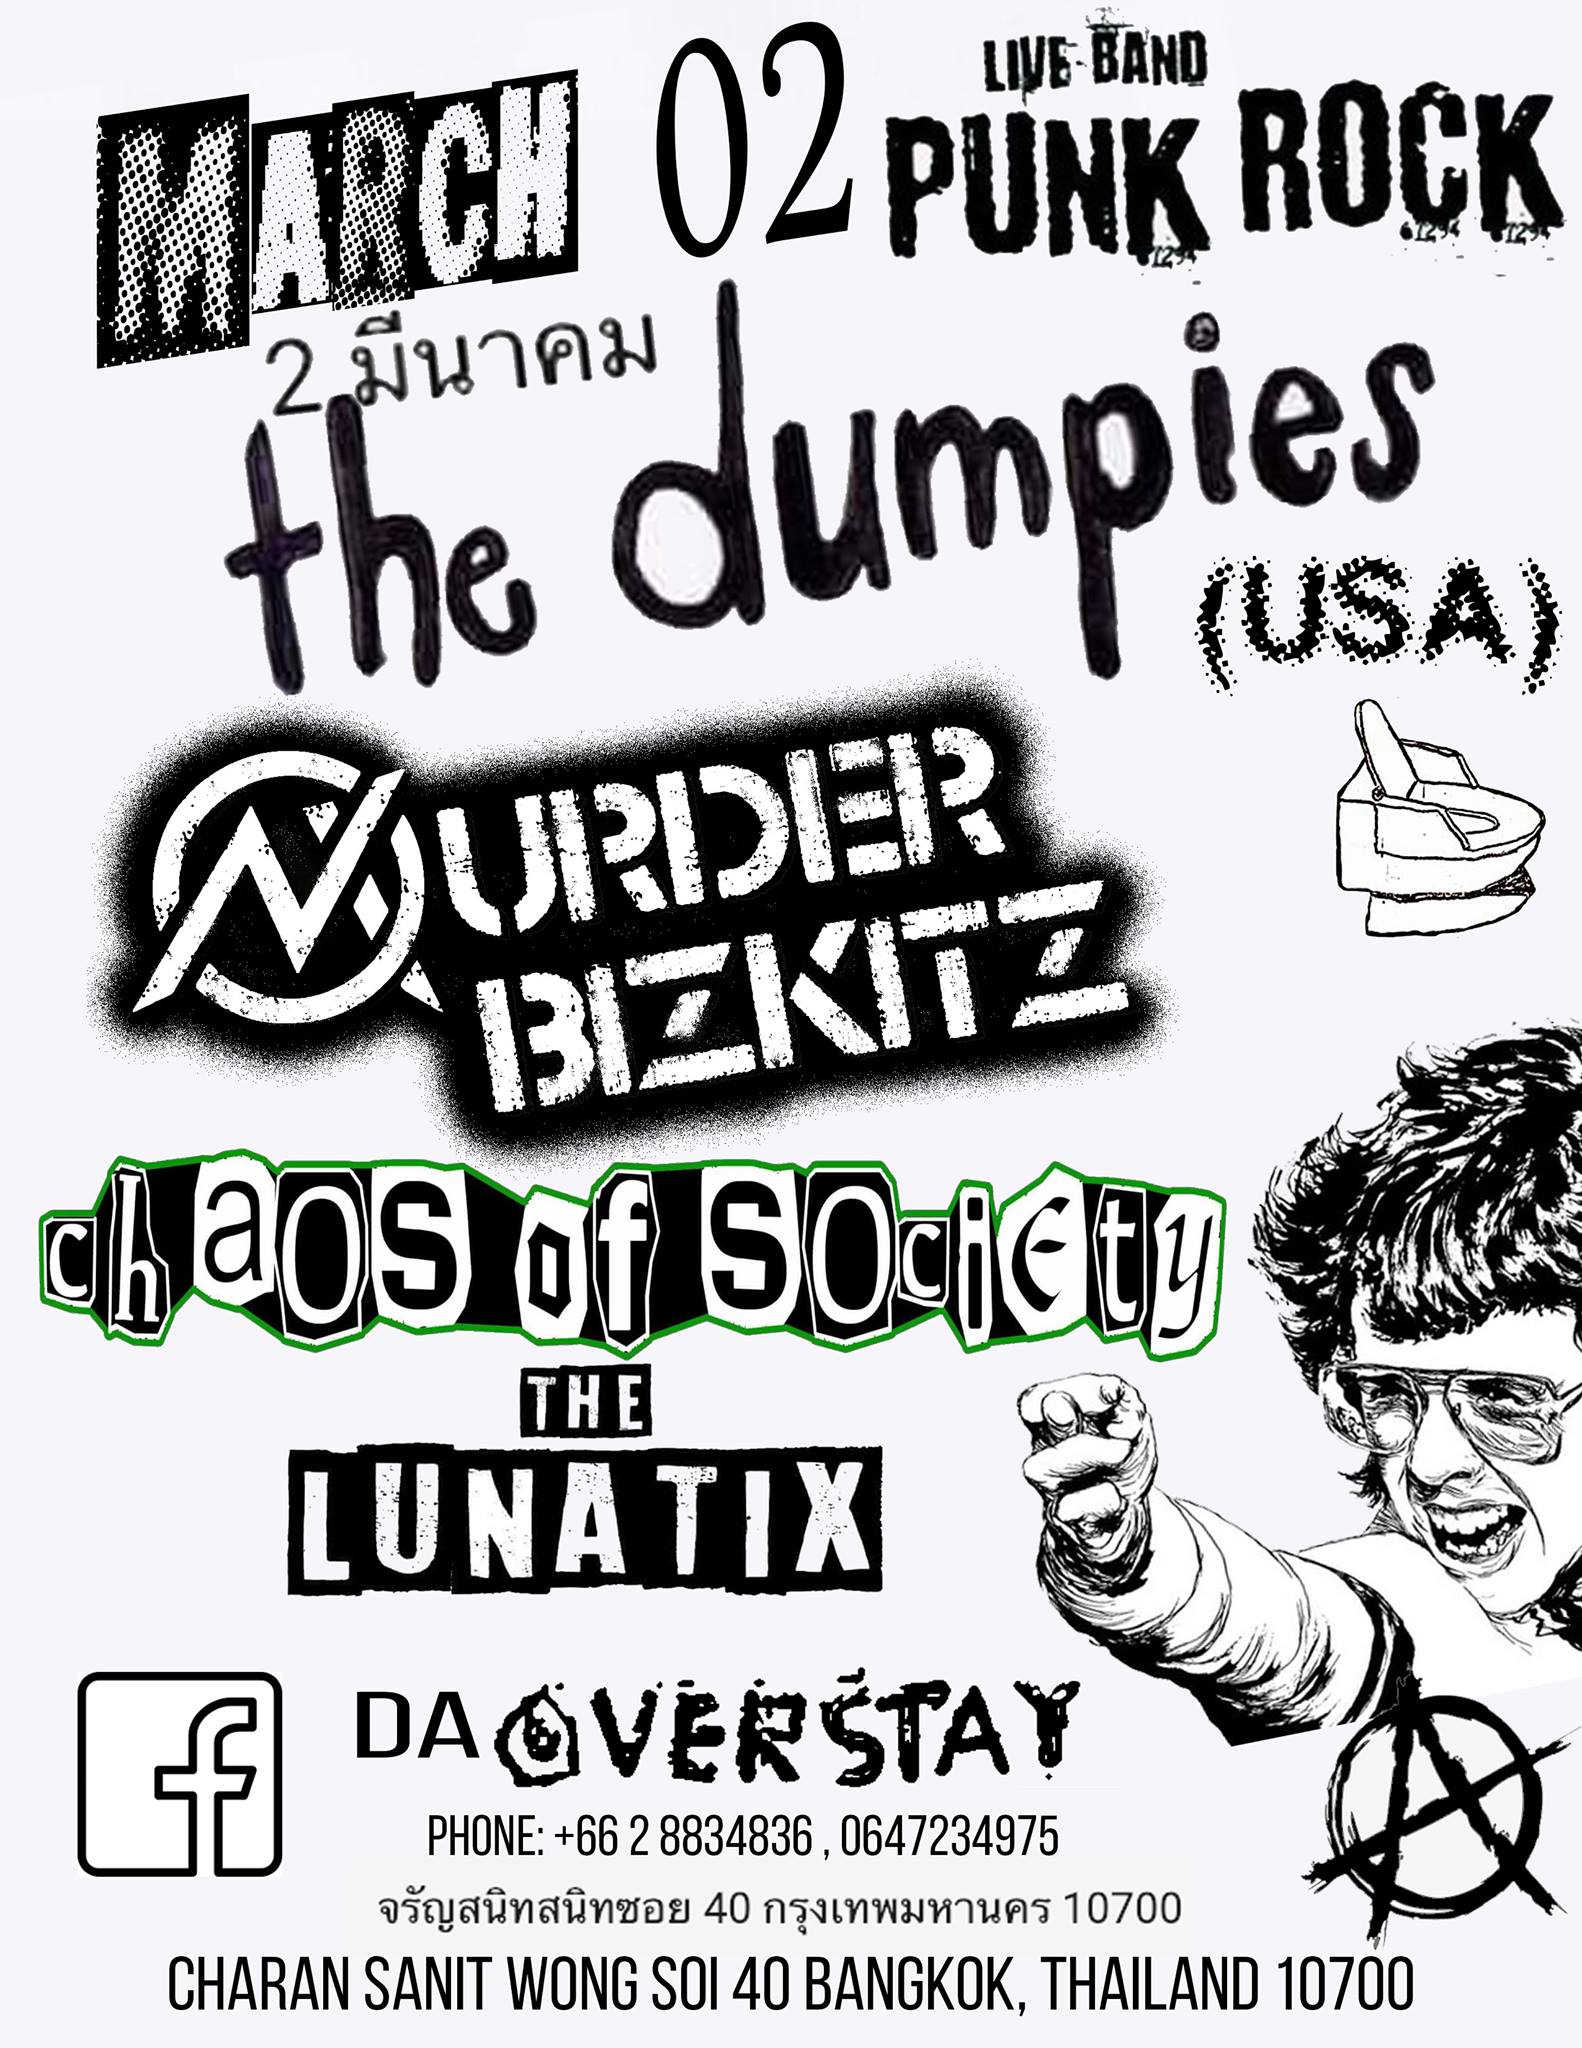 MARCH 02
LIVE BAND
PUNK ROCK
2 มีนาคม
the dumpies
(USA)
MURDER
BIZKITZ
chaos of society
THE
LUNATIX
DA OVERSTAY
PHONE: +66 2 8834836 , 0647234975
จรัญสนิทสนิทซอย 40 กรุงเทพมหานคร 10700
CHARAN SANIT WONG SOI 40 BANGKOK, THAILAND 10700